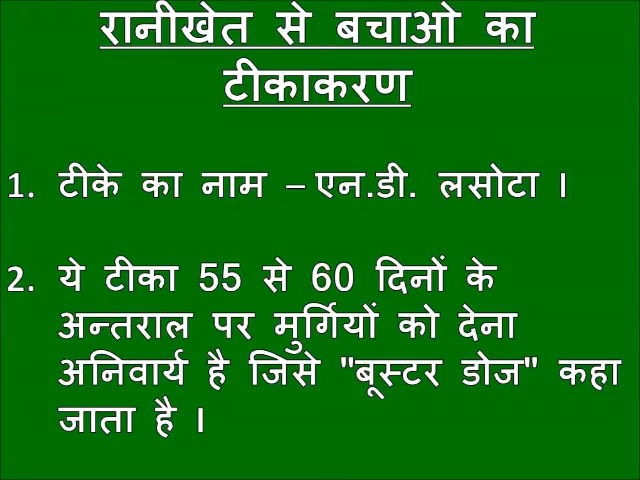 रानीखेत से बचाओ का
टीकाकरण
1. टीके का नाम – एन.डी. लसोटा ।
2. ये टीका 55 से 60 दिनों के
अन्तराल पर मुर्गियों को देना
अनिवार्य है जिसे "बूस्टर डोज" कहा
जाता है ।